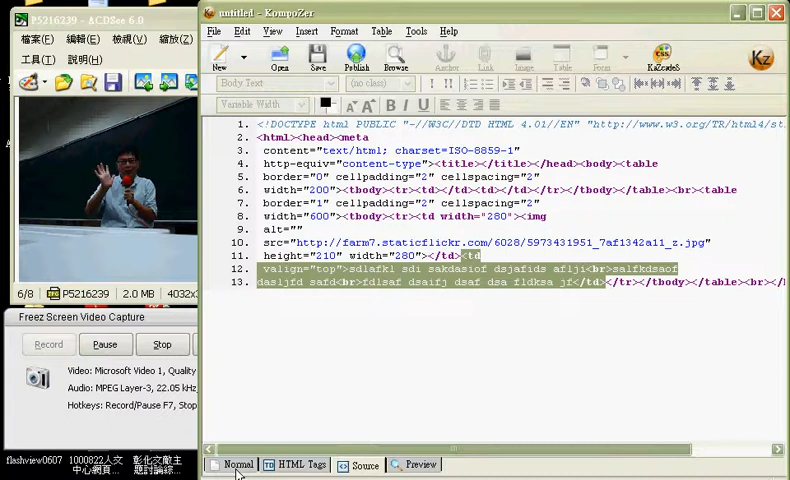 P5216239 - ACDSee 6.0
檔案(F) 編輯(E) 檢視(V) 縮放(Z)
工具(T) 說明(H)
6/8 P5216239 2.0 MB 4032x3
Freez Screen Video Capture
Record Pause Stop
Video: Microsoft Video 1, Quality
Audio: MPEG Layer-3, 22.05 kHz
Hotkeys: Record/Pause F7, Stop
flashview0607
1000822人文
中心網頁...
彰化文獻主
題討論綜...
untitled - KompoZer
File Edit View Insert Format Table Tools Help
New Open Save Publish Browse Author Link Image Table Form KaZcadeS
CSS
Kz
Body Text (no class)
Variable Width A A B I U
1. <!DOCTYPE html PUBLIC "-//W3C//DTD HTML 4.01//EN" "http://www.w3.org/TR/html4/st
2. <html><head><meta
3. content="text/html; charset=ISO-8859-1"
4. http-equiv="content-type"><title></title></head><body><table
5. border="0" cellpadding="2" cellspacing="2"
6. width="200"><tbody><tr><td></td><td></td></tr></tbody></table><br><table
7. border="1" cellpadding="2" cellspacing="2"
8. width="600"><tbody><tr><td width="280"><img
9. alt=""
10. src="http://farm7.staticflickr.com/6028/5973431951_7af1342a11_z.jpg"
11. height="210" width="280"></td><td
12. valign="top">sdlafkl sdi sakdasiof dsjafids aflji<br>salfkdsaof
13. dasljfd safd<br>fdlsaf dsaifj dsaf dsa fldksa jf</td></tr></tbody></table><br></
Normal HTML Tags Source Preview
TD